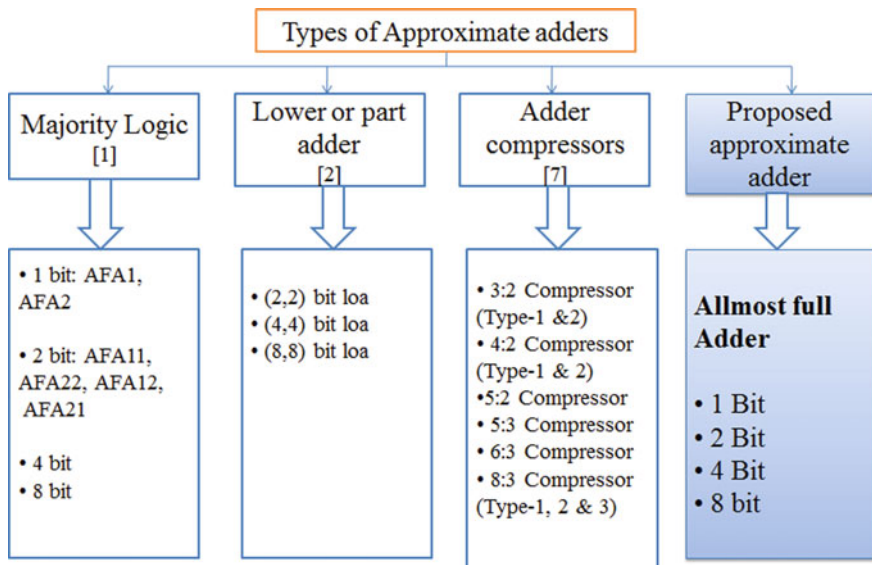 Types of Approximate adders
Majority Logic
[1]
Lower or part
adder
[2]
Adder
compressors
[7]
Proposed
approximate
adder
• 1 bit: AFA1,
AFA2
• 2 bit: AFA11,
AFA22, AFA12,
AFA21
• 4 bit
• 8 bit
• (2,2) bit loa
• (4,4) bit loa
• (8,8) bit loa
• 3:2 Compressor
(Type-1 &2)
• 4:2 Compressor
(Type-1 & 2)
•5:2 Compressor
• 5:3 Compressor
• 6:3 Compressor
• 8:3 Compressor
(Type-1, 2 & 3)
Allmost full
Adder
• 1 Bit
• 2 Bit
• 4 Bit
• 8 bit